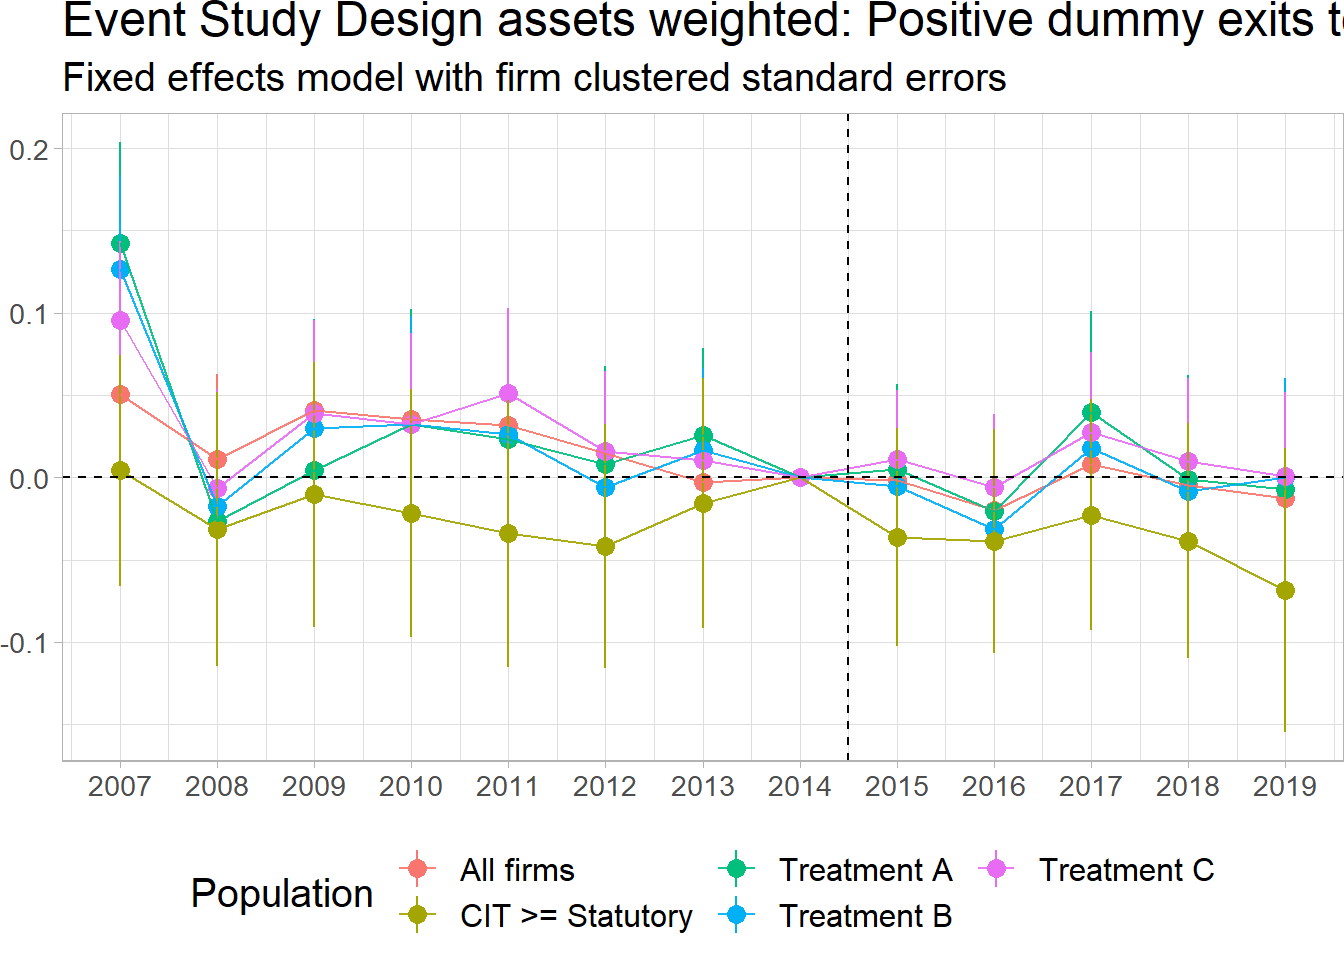 Event Study Design assets weighted: Positive dummy exits
Fixed effects model with firm clustered standard errors
0.2
0.1
0.0
-0.1
2007 2008 2009 2010 2011 2012 2013 2014 2015 2016 2017 2018 2019
Population
All firms
Treatment A
Treatment C
CIT >= Statutory
Treatment B